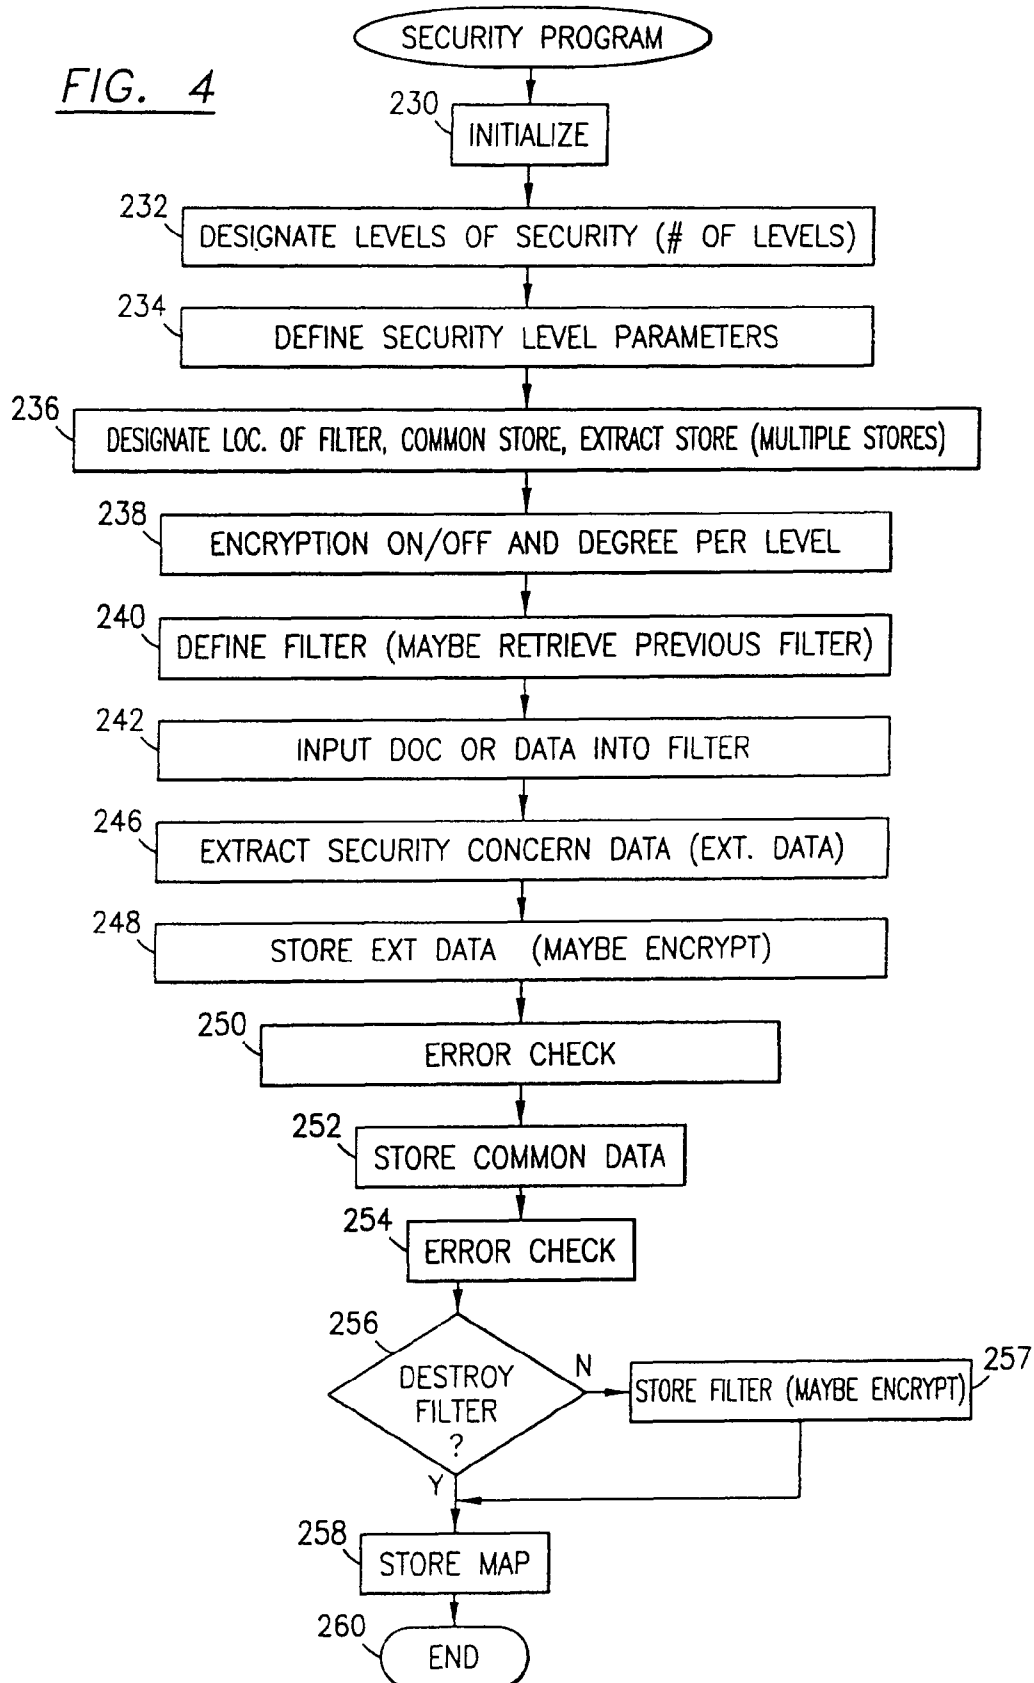 SECURITY PROGRAM
FIG. 4
230
INITIALIZE
232
DESIGNATE LEVELS OF SECURITY (# OF LEVELS)
234
DEFINE SECURITY LEVEL PARAMETERS
236
DESIGNATE LOC. OF FILTER, COMMON STORE, EXTRACT STORE (MULTIPLE STORES)
238
ENCRYPTION ON/OFF AND DEGREE PER LEVEL
240
DEFINE FILTER (MAYBE RETRIEVE PREVIOUS FILTER)
242
INPUT DOC OR DATA INTO FILTER
246
EXTRACT SECURITY CONCERN DATA (EXT. DATA)
248
STORE EXT DATA (MAYBE ENCRYPT)
250
ERROR CHECK
252
STORE COMMON DATA
254
ERROR CHECK
256
DESTROY
FILTER
?
N
257
STORE FILTER (MAYBE ENCRYPT)
Y
258
STORE MAP
260
END